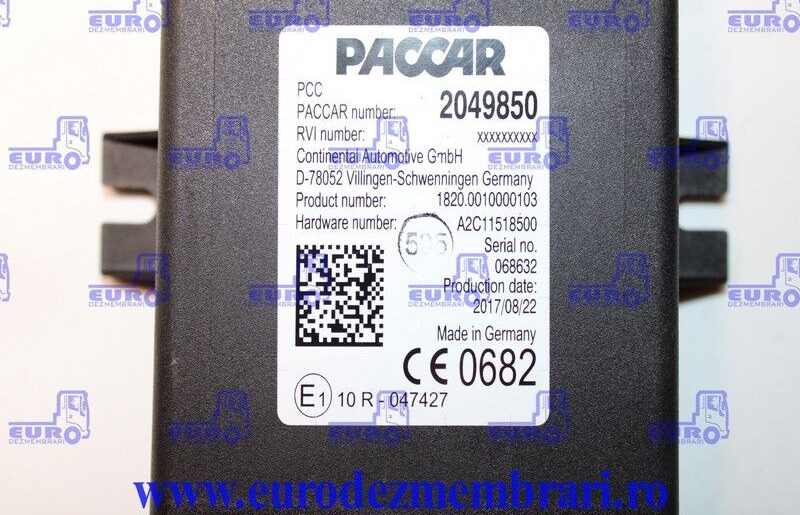 PACCAR
PCC
PACCAR number: 2049850
RVI number: xxxxxxxxxx
Continental Automotive GmbH
D-78052 Villingen-Schwenningen Germany
Product number: 1820.0010000103
Hardware number: A2C11518500
505
Serial no.
068632
Production date:
2017/08/22
Made in Germany
CE 0682
E1 10 R - 047427
EURO
DEZMEMBRARI
www.eurodezmembrari.ro